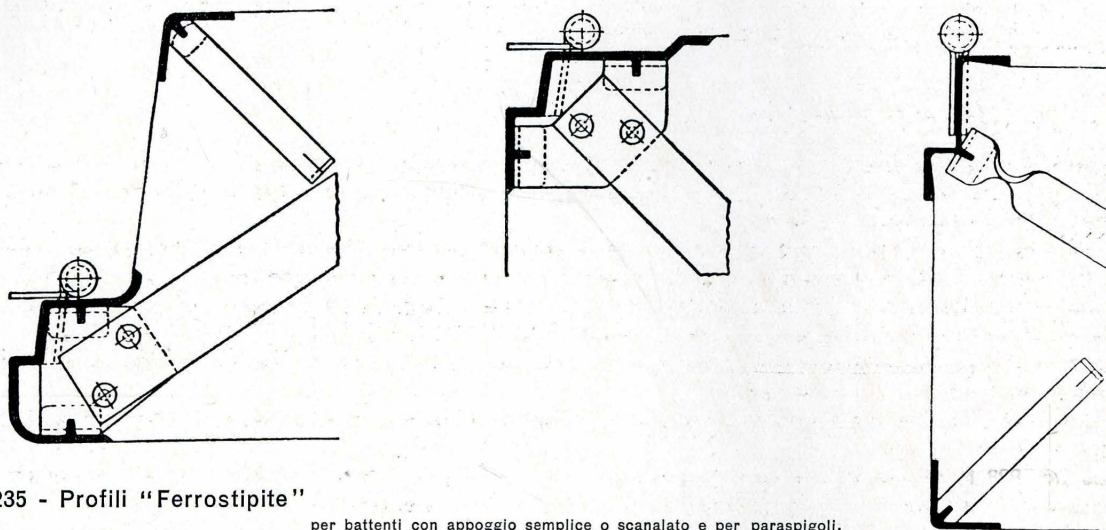 235 - Profili "Ferrostipite"
per battenti con appoggio semplice o scanalato e per paraspigoli.